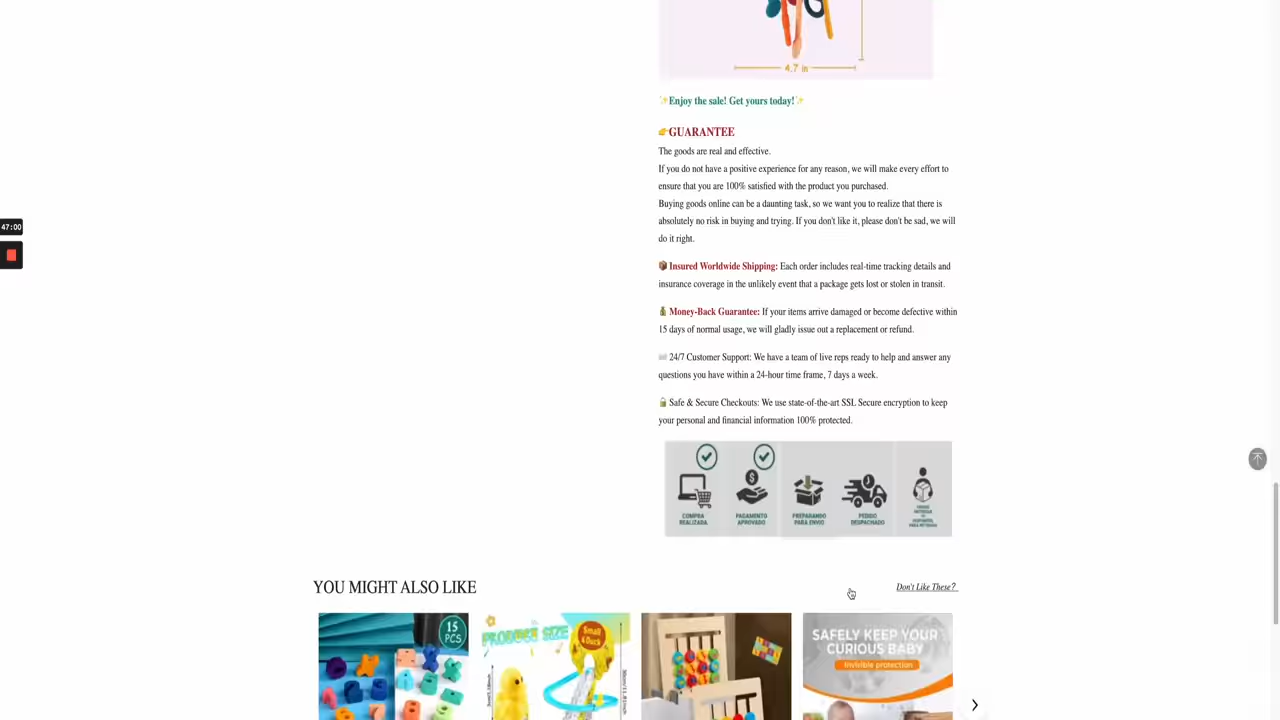 4.7 in
✨Enjoy the sale! Get yours today!✨
👉GUARANTEE
The goods are real and effective.
If you do not have a positive experience for any reason, we will make every effort to
ensure that you are 100% satisfied with the product you purchased.
Buying goods online can be a daunting task, so we want you to realize that there is
absolutely no risk in buying and trying. If you don't like it, please don't be sad, we will
do it right.
47:00
📦 Insured Worldwide Shipping: Each order includes real-time tracking details and
insurance coverage in the unlikely event that a package gets lost or stolen in transit.
💰 Money-Back Guarantee: If your items arrive damaged or become defective within
15 days of normal usage, we will gladly issue out a replacement or refund.
24/7 Customer Support: We have a team of live reps ready to help and answer any
questions you have within a 24-hour time frame, 7 days a week.
🔒 Safe & Secure Checkouts: We use state-of-the-art SSL Secure encryption to keep
your personal and financial information 100% protected.
COMPRA
REALIZADA
PAGAMENTO
APROVADO
PREPARANDO
PARA ENVIO
PEDIDO
DESPACHADO
YOU MIGHT ALSO LIKE
Don't Like These?
15
PCS
PRODUCT SIZE
Small
6 Duck
SAFELY KEEP YOUR
CURIOUS BABY
Invivible protection